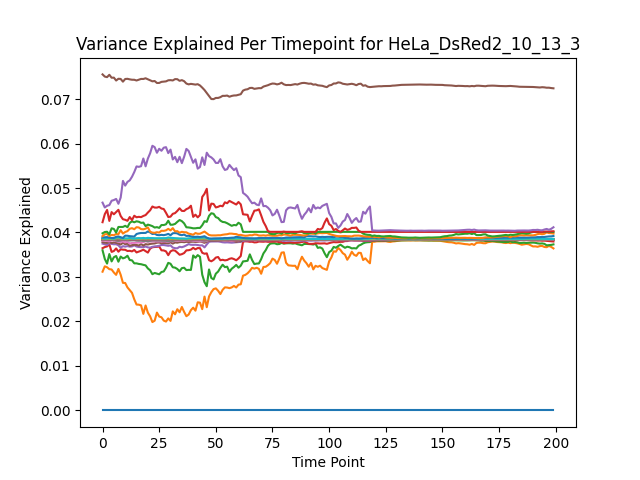 Variance Explained Per Timepoint for HeLa_DsRed2_10_13_3
Variance Explained
0.07
0.06
0.05
0.04
0.03
0.02
0.01
0.00
0 25 50 75 100 125 150 175 200
Time Point